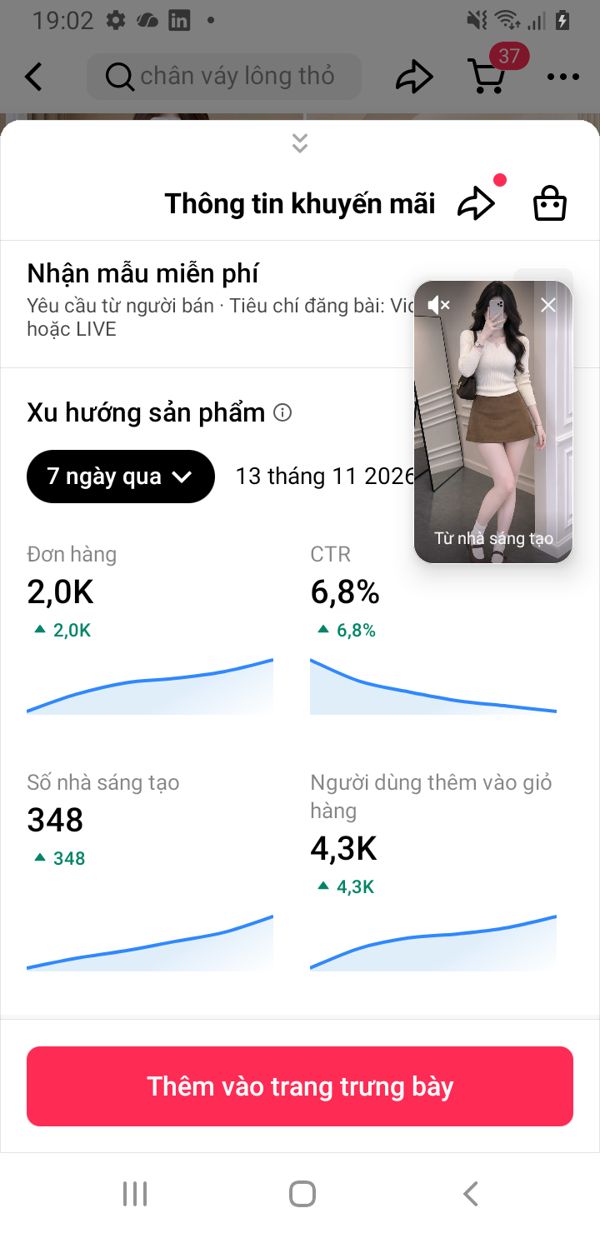 19:02
chân váy lông thỏ
37
Thông tin khuyến mãi
Nhận mẫu miễn phí
Yêu cầu từ người bán · Tiêu chí đăng bài:
hoặc LIVE
Xu hướng sản phẩm
7 ngày qua
13 tháng 11 2026
Từ nhà sáng tạo
Đơn hàng
CTR
2,0K
6,8%
2,0K
6,8%
Số nhà sáng tạo
Người dùng thêm vào giỏ
hàng
348
4,3K
348
4,3K
Thêm vào trang trưng bày